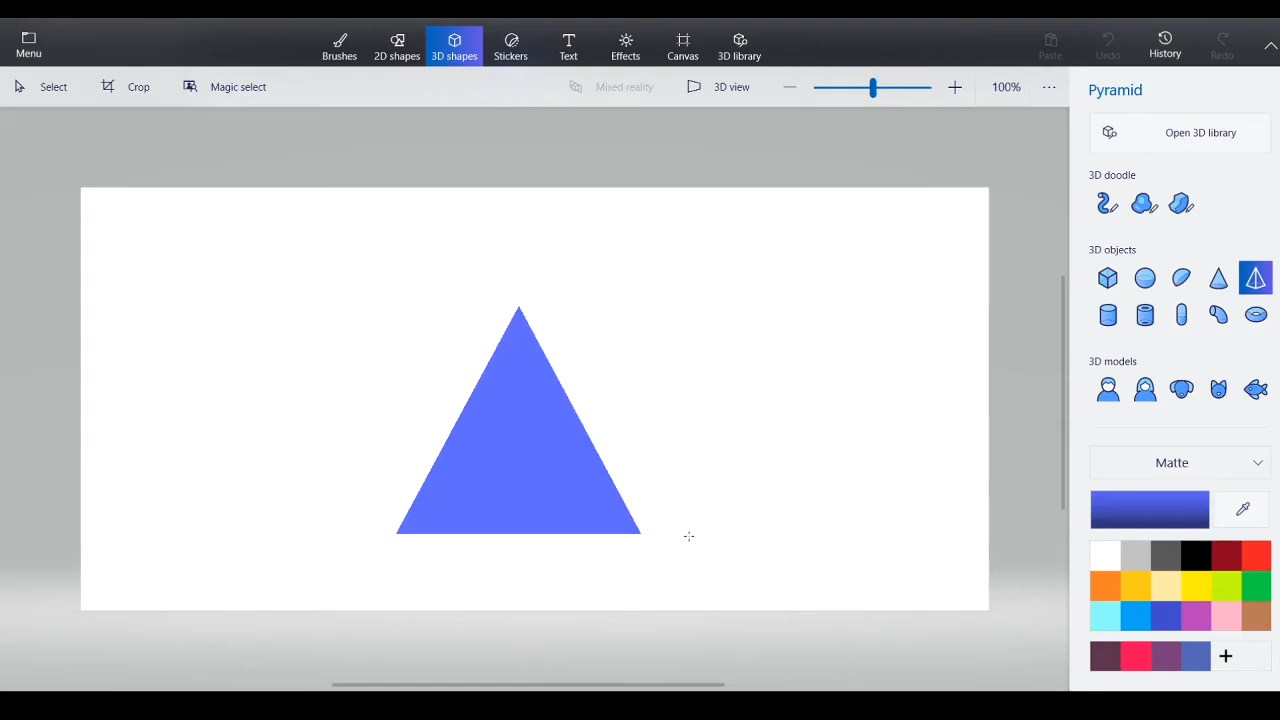 Menu
Brushes
2D shapes
3D shapes
Stickers
Text
Effects
Canvas
3D library
Paste
Undo
History
Redo
Select
Crop
Magic select
Mixed reality
3D view
100%
Pyramid
Open 3D library
3D doodle
3D objects
3D models
Matte